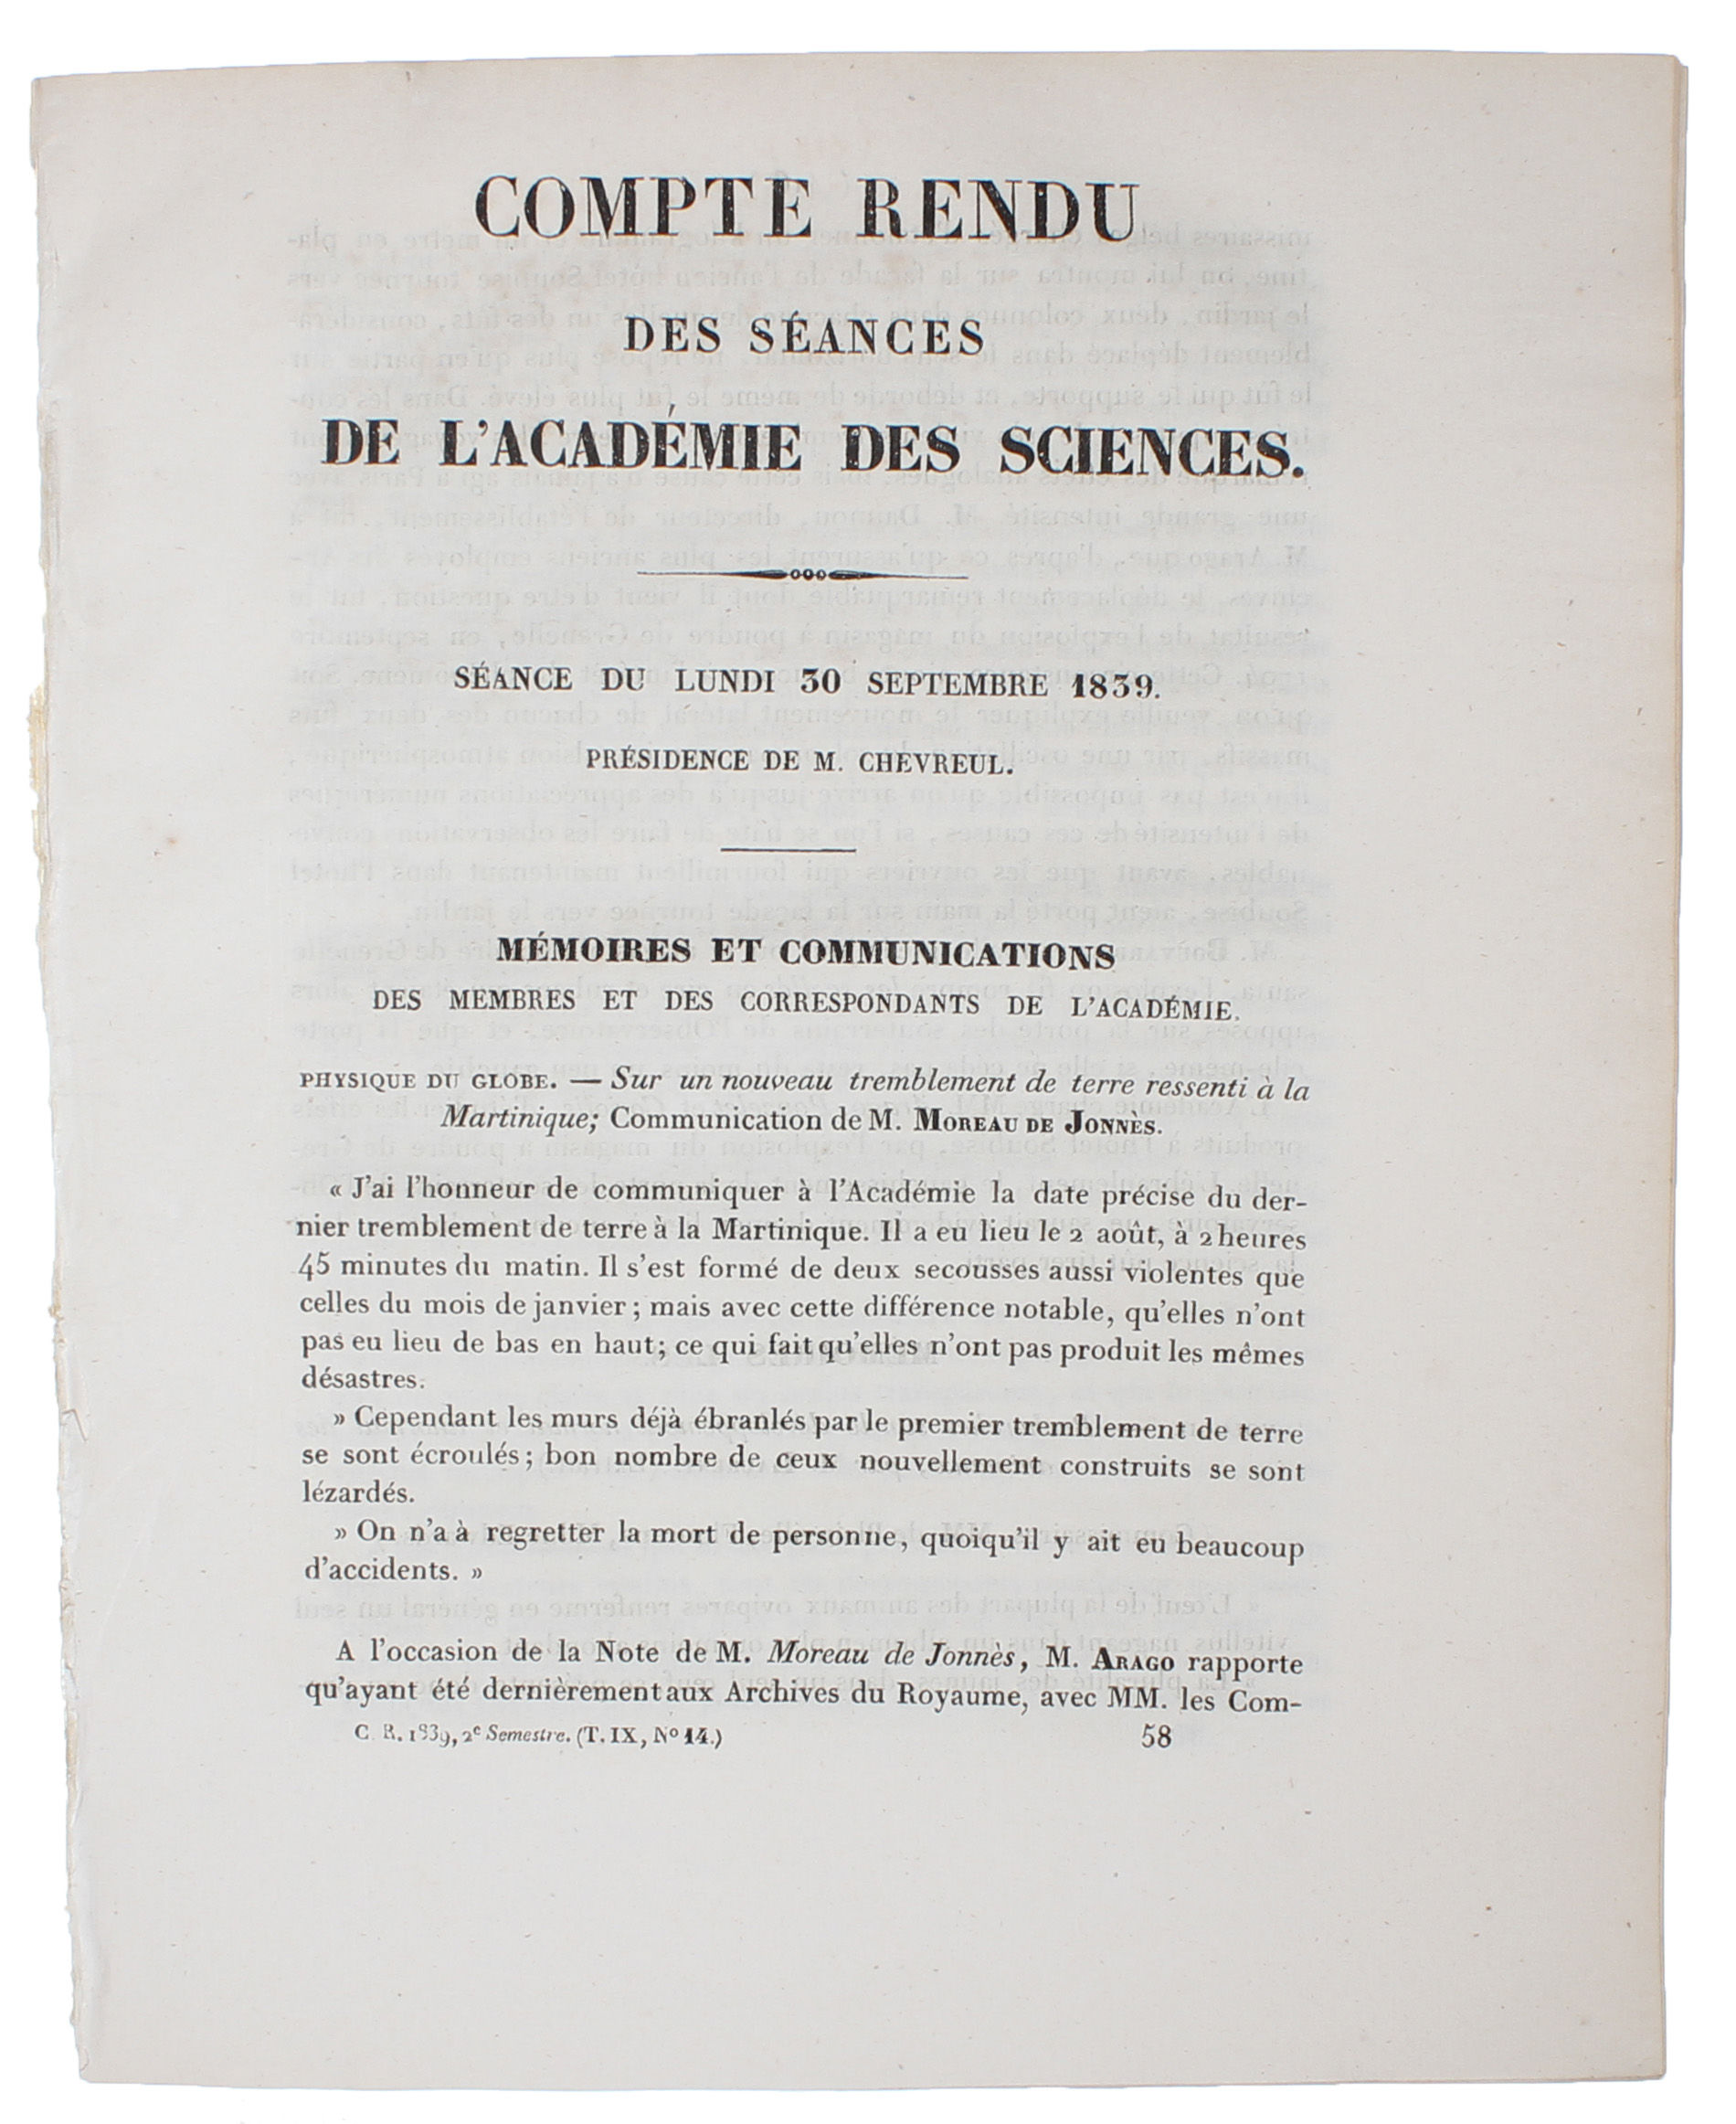 COMPTE RENDU
DES SÉANCES
DE L'ACADÉMIE DES SCIENCES.
SÉANCE DU LUNDI 30 SEPTEMBRE 1839.
PRÉSIDENCE DE M. CHEVREUL.
MÉMOIRES ET COMMUNICATIONS
DES MEMBRES ET DES CORRESPONDANTS DE L'ACADÉMIE.
PHYSIQUE DU GLOBE. — Sur un nouveau tremblement de terre ressenti à la
Martinique; Communication de M. MOREAU DE JONNÈS.
« J'ai l'honneur de communiquer à l'Académie la date précise du der-
nier tremblement de terre à la Martinique. Il a eu lieu le 2 août, à 2 heures
45 minutes du matin. Il s'est formé de deux secousses aussi violentes que
celles du mois de janvier; mais avec cette différence notable, qu'elles n'ont
pas eu lieu de bas en haut; ce qui fait qu'elles n'ont pas produit les mêmes
désastres.
» Cependant les murs déjà ébranlés par le premier tremblement de terre
se sont écroulés; bon nombre de ceux nouvellement construits se sont
lézardés.
» On n'a à regretter la mort de personne, quoiqu'il y ait eu beaucoup
d'accidents. »
A l'occasion de la Note de M. Moreau de Jonnès, M. ARAGO rapporte
qu'ayant été dernièrement aux Archives du Royaume, avec MM. les Com-
C. R. 1839, 2e Semestre. (T. IX, No 14.) 58